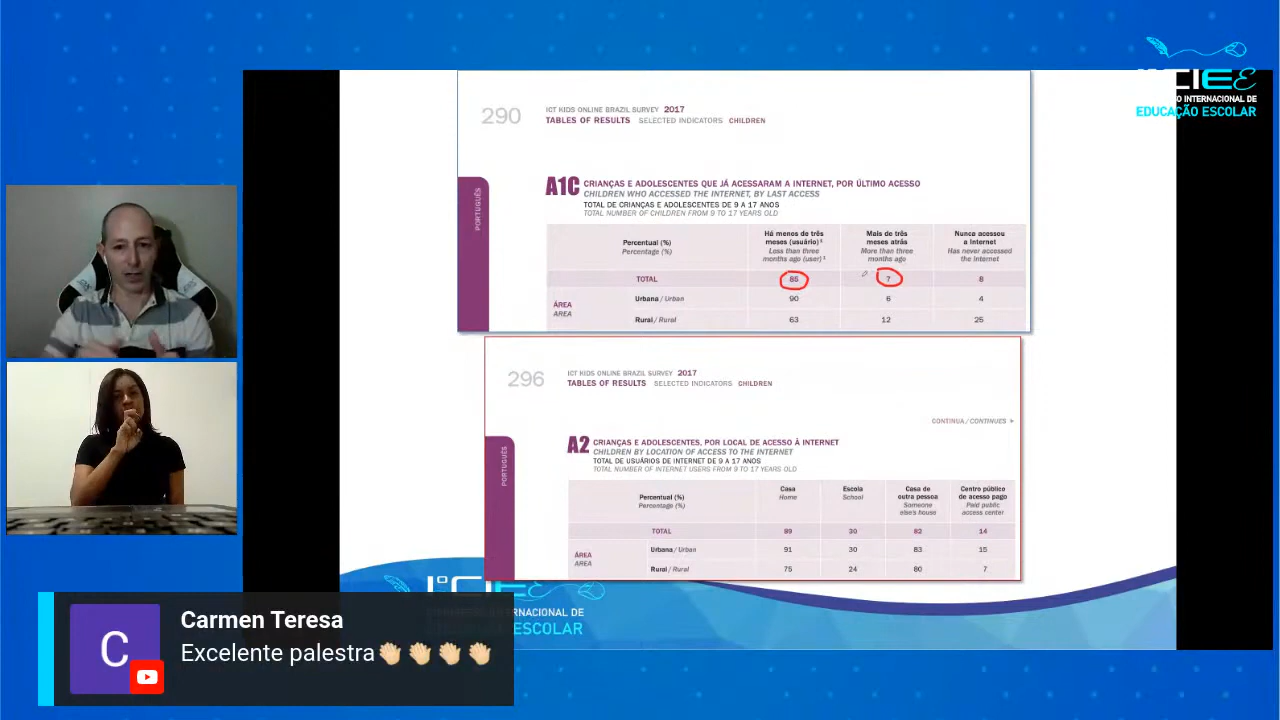 CIEE
O INTERNACIONAL DE
EDUCAÇÃO ESCOLAR
290
ICT KIDS ONLINE BRAZIL SURVEY 2017
TABLES OF RESULTS SELECTED INDICATORS CHILDREN
PORTUGUÊS
A1C CRIANÇAS E ADOLESCENTES QUE JÁ ACESSARAM A INTERNET, POR ÚLTIMO ACESSO
CHILDREN WHO ACCESSED THE INTERNET, BY LAST ACCESS
TOTAL DE CRIANÇAS E ADOLESCENTES DE 9 A 17 ANOS
TOTAL NUMBER OF CHILDREN FROM 9 TO 17 YEARS OLD
Percentual (%)
Percentage (%)
Há menos de três
meses (usuário)¹
Less than three
months ago (user)¹
Mais de três
meses atrás
More than three
months ago
Nunca acessou
a Internet
Has never accessed
the Internet
TOTAL 85 7 8
ÁREA
AREA
Urbana / Urban 90 6 4
Rural / Rural 63 12 25
296
ICT KIDS ONLINE BRAZIL SURVEY 2017
TABLES OF RESULTS SELECTED INDICATORS CHILDREN
CONTINUA / CONTINUES ►
PORTUGUÊS
A2 CRIANÇAS E ADOLESCENTES, POR LOCAL DE ACESSO À INTERNET
CHILDREN BY LOCATION OF ACCESS TO THE INTERNET
TOTAL DE USUÁRIOS DE INTERNET DE 9 A 17 ANOS
TOTAL NUMBER OF INTERNET USERS FROM 9 TO 17 YEARS OLD
Percentual (%)
Percentage (%)
Casa
Home
Escola
School
Casa de
outra pessoa
Someone
else's house
Centro público
de acesso pago
Paid public
access center
TOTAL 89 30 82 14
ÁREA
AREA
Urbana / Urban 91 30 83 15
Rural / Rural 75 24 80 7
INTERNACIONAL DE
ESCOLAR
C
Carmen Teresa
Excelente palestra👏🏻👏🏻👏🏻👏🏻